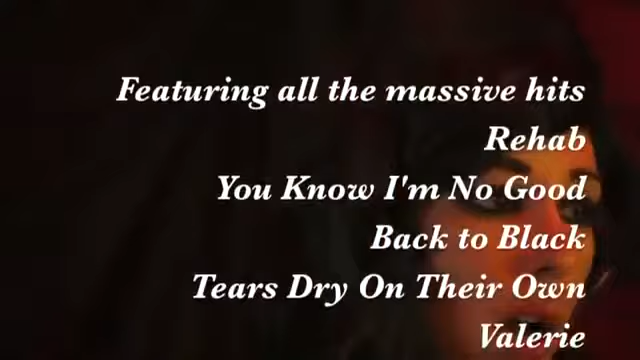 Featuring all the massive hits
Rehab
You Know I'm No Good
Back to Black
Tears Dry On Their Own
Valerie